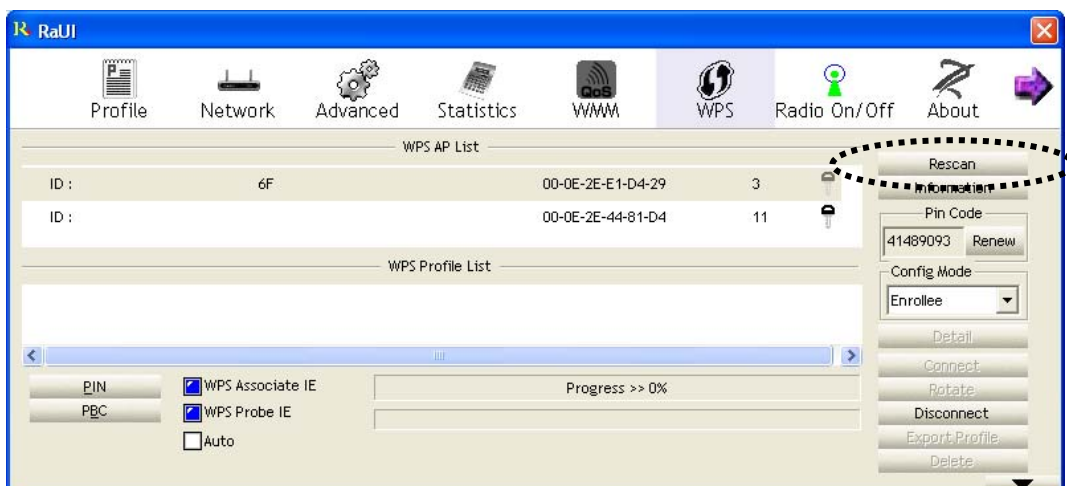 RaUI
Profile Network Advanced Statistics QoS WMM WPS Radio On/Off About
WPS AP List
ID : 6F 00-0E-2E-E1-D4-29 3
ID : 00-0E-2E-44-81-D4 11
WPS Profile List
Rescan
Information
Pin Code
41489093 Renew
Config Mode
Enrollee
Detail
Connect
Rotate
Disconnect
Export Profile
Delete
PIN
PBC
WPS Associate IE
WPS Probe IE
Auto
Progress >> 0%